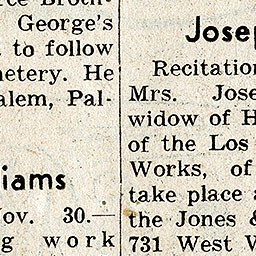 George's
to follow
metery. He
alem, Pal-
iams
Nov. 30.—
g work
Josep
Recitation
Mrs. Jose
widow of H
of the Los
Works, of
take place a
the Jones &
731 West W